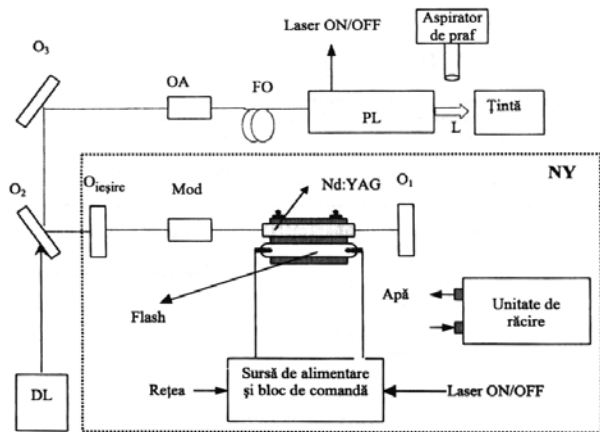 Aspirator
de praf
Laser ON/OFF
O3
OA
FO
PL
L
Țintă
NY
O2
Oieșire
Mod
Nd:YAG
O1
Flash
Apă
Unitate de
răcire
DL
Rețea
Sursă de alimentare
și bloc de comandă
Laser ON/OFF